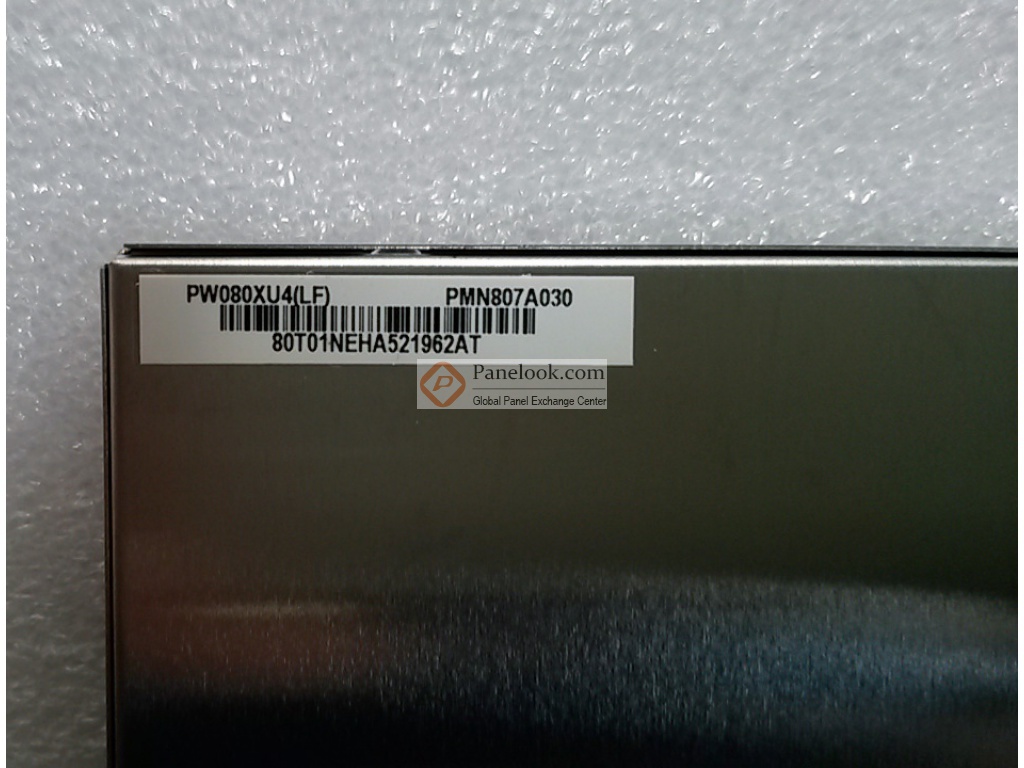 PW080XU4(LF) PMN807A030
80T01NEHA521962AT
Panelook.com
Global Panel Exchange Center